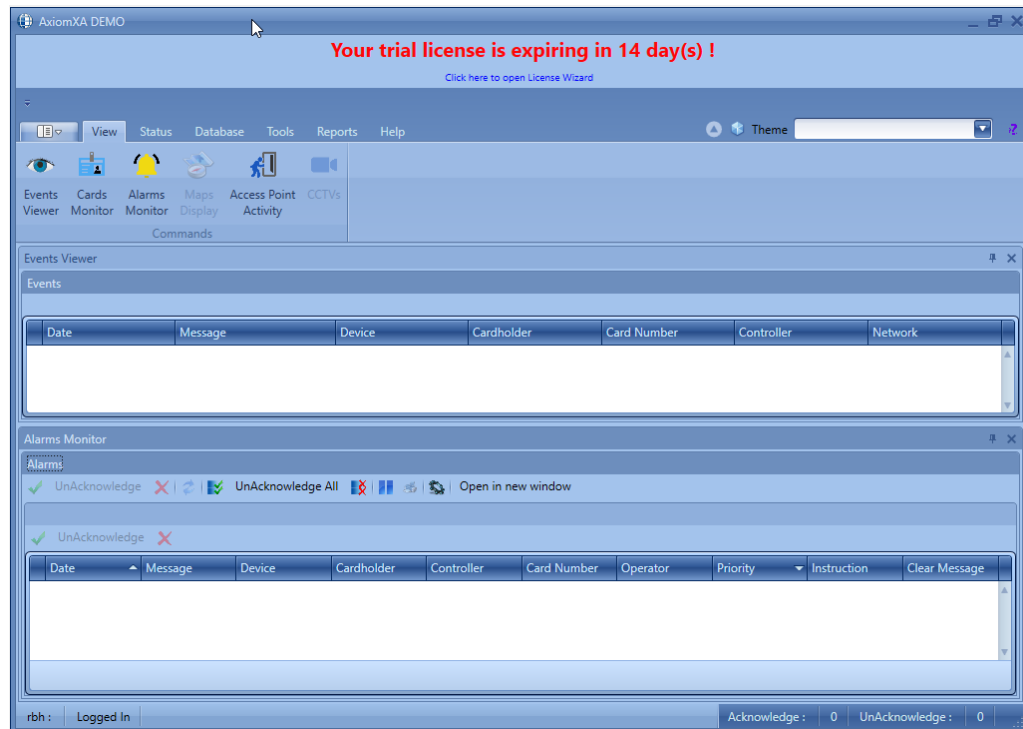 AxiomXA DEMO
Your trial license is expiring in 14 day(s) !
Click here to open License Wizard
View Status Database Tools Reports Help Theme
Events Viewer Cards Monitor Alarms Monitor Maps Display Access Point Activity CCTVs
Commands
Events Viewer
Events
Date Message Device Cardholder Card Number Controller Network
Alarms Monitor
Alarms
UnAcknowledge UnAcknowledge All Open in new window
UnAcknowledge
Date Message Device Cardholder Controller Card Number Operator Priority Instruction Clear Message
rbh : Logged In Acknowledge : 0 UnAcknowledge : 0